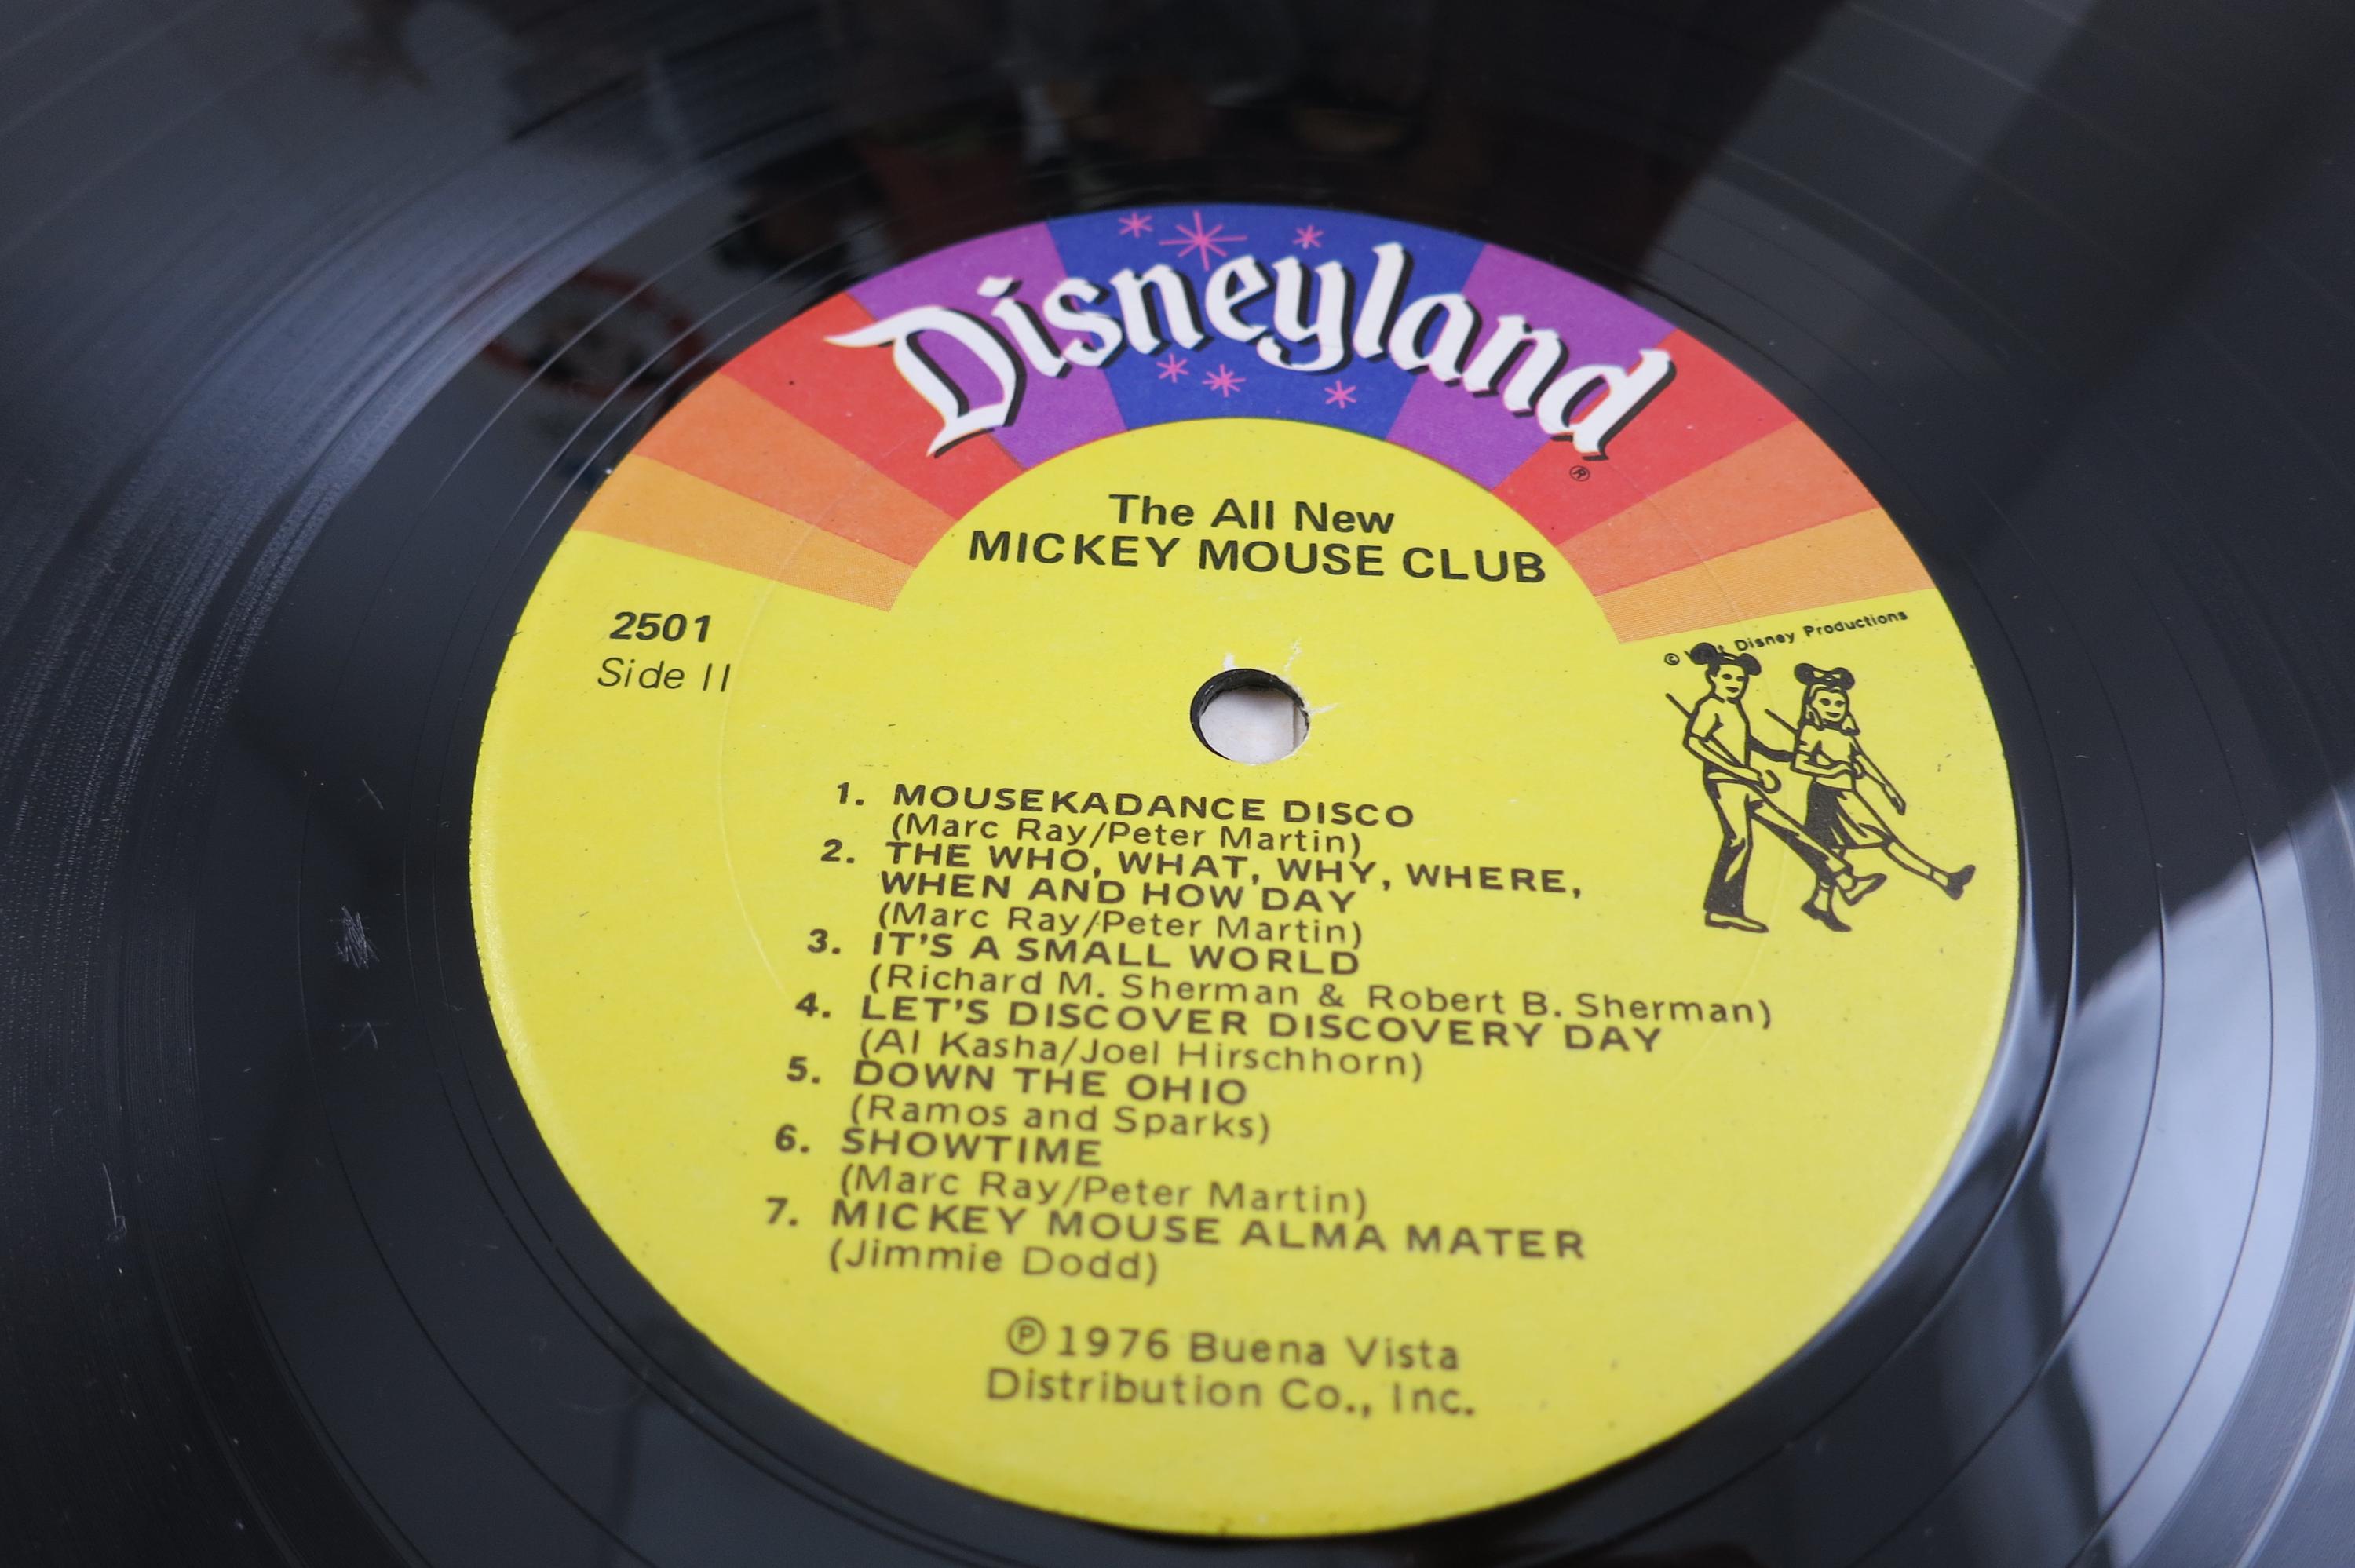 Disneyland
®
The All New
MICKEY MOUSE CLUB
2501
Side II
© Walt Disney Productions
1. MOUSEKADANCE DISCO
(Marc Ray/Peter Martin)
2. THE WHO, WHAT, WHY, WHERE,
WHEN AND HOW DAY
(Marc Ray/Peter Martin)
3. IT'S A SMALL WORLD
(Richard M. Sherman & Robert B. Sherman)
4. LET'S DISCOVER DISCOVERY DAY
(Al Kasha/Joel Hirschhorn)
5. DOWN THE OHIO
(Ramos and Sparks)
6. SHOWTIME
(Marc Ray/Peter Martin)
7. MICKEY MOUSE ALMA MATER
(Jimmie Dodd)
℗ 1976 Buena Vista
Distribution Co., Inc.